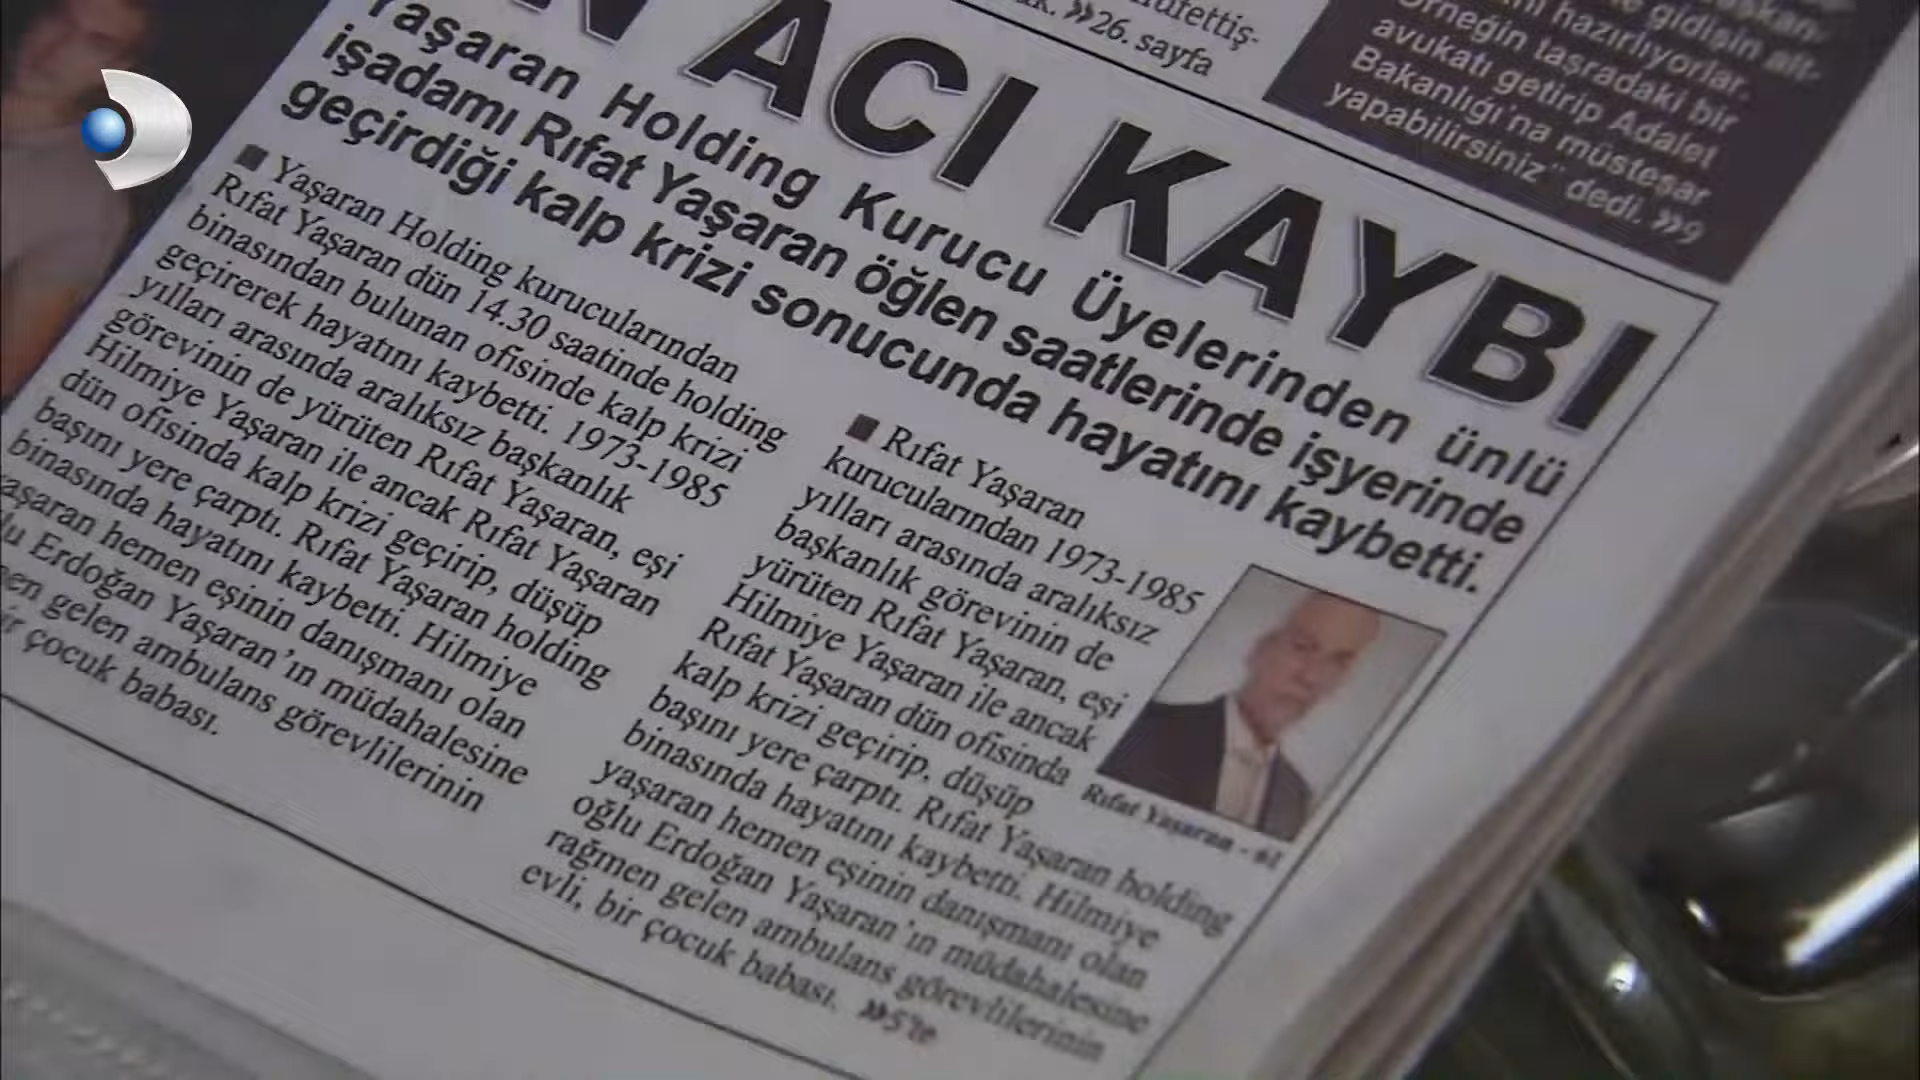 26. sayfa
avukatı getirip Adalet
Bakanlığı'na müsteşar
yapabilirsiniz" dedi. »9
ACI KAYBI
Yaşaran Holding Kurucu Üyelerinden ünlü
işadamı Rıfat Yaşaran öğlen saatlerinde işyerinde
geçirdiği kalp krizi sonucunda hayatını kaybetti.
Yaşaran Holding kurucularından
Rıfat Yaşaran dün 14.30 saatinde holding
binasından bulunan ofisinde kalp krizi
geçirerek hayatını kaybetti. 1973-1985
yılları arasında aralıksız başkanlık
görevinin de yürüten Rıfat Yaşaran, eşi
Hilmiye Yaşaran ile ancak Rıfat Yaşaran
dün ofisinda kalp krizi geçirip, düşüp
başını yere çarptı. Rıfat Yaşaran holding
binasında hayatını kaybetti. Hilmiye
aşaran hemen eşinin danışmanı olan
lu Erdoğan Yaşaran'ın müdahalesine
en gelen ambulans görevlilerinin
ir çocuk babası.
Rıfat Yaşaran
kurucularından 1973-1985
yılları arasında aralıksız
başkanlık görevinin de
yürüten Rıfat Yaşaran, eşi
Hilmiye Yaşaran ile ancak
Rıfat Yaşaran dün ofisinda
kalp krizi geçirip, düşüp
başını yere çarptı. Rıfat Yaşaran holding
binasında hayatını kaybetti. Hilmiye
yaşaran hemen eşinin danışmanı olan
oğlu Erdoğan Yaşaran'ın müdahalesine
rağmen gelen ambulans görevlilerinin
evli, bir çocuk babası. »5'te
Rıfat Yaşaran - 61